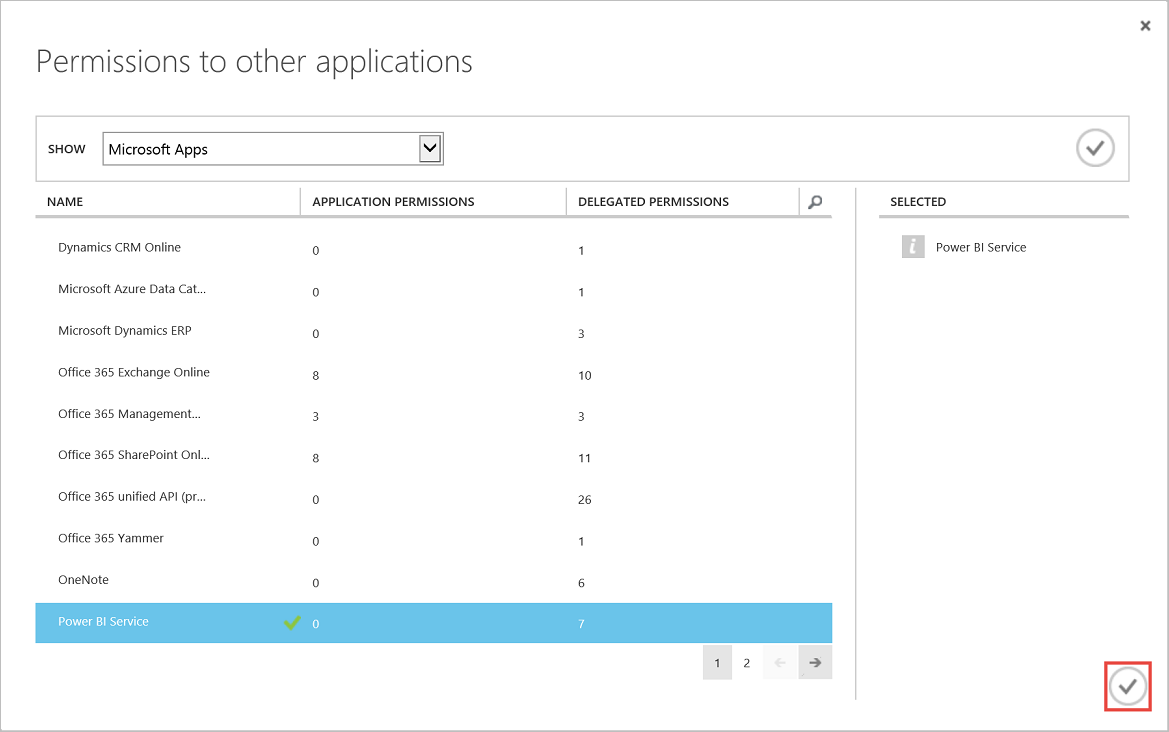 Permissions to other applications
SHOW Microsoft Apps
NAME APPLICATION PERMISSIONS DELEGATED PERMISSIONS SELECTED
Dynamics CRM Online 0 1 Power BI Service
Microsoft Azure Data Cat... 0 1
Microsoft Dynamics ERP 0 3
Office 365 Exchange Online 8 10
Office 365 Management... 3 3
Office 365 SharePoint Onl... 8 11
Office 365 unified API (pr... 0 26
Office 365 Yammer 0 1
OneNote 0 6
Power BI Service 0 7
1 2